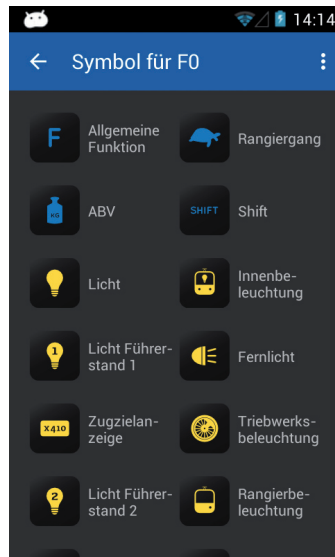 14:14
Symbol für F0
F
Allgemeine
Funktion
Rangiergang
KG
ABV
SHIFT
Shift
Licht
Innenbe-
leuchtung
1
Licht Führer-
stand 1
Fernlicht
X410
Zugzielan-
zeige
Triebwerks-
beleuchtung
2
Licht Führer-
stand 2
Rangierbe-
leuchtung